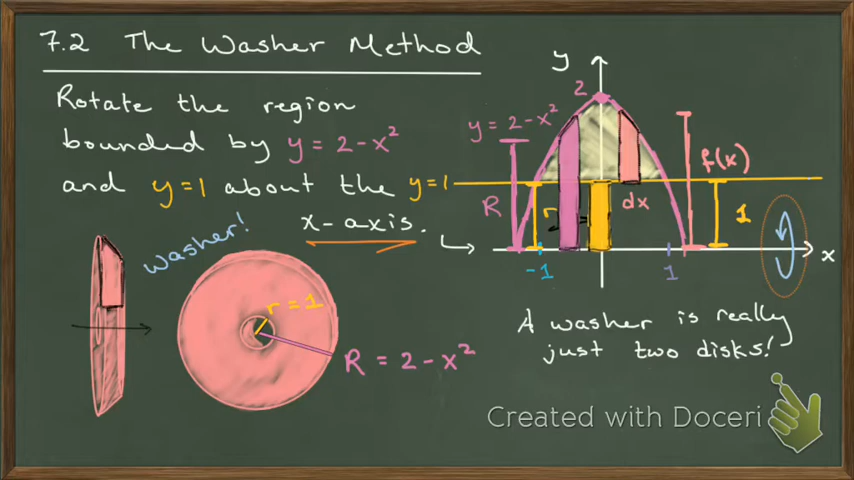 7.2 The Washer Method
Rotate the region
bounded by y = 2-x²
and y=1 about the
x-axis.
washer!
r = 1
R = 2-x²
y
2
y = 2-x²
f(x)
y=1
R
r
dx
1
-1
1
x
A washer is really
just two disks!
Created with Doceri